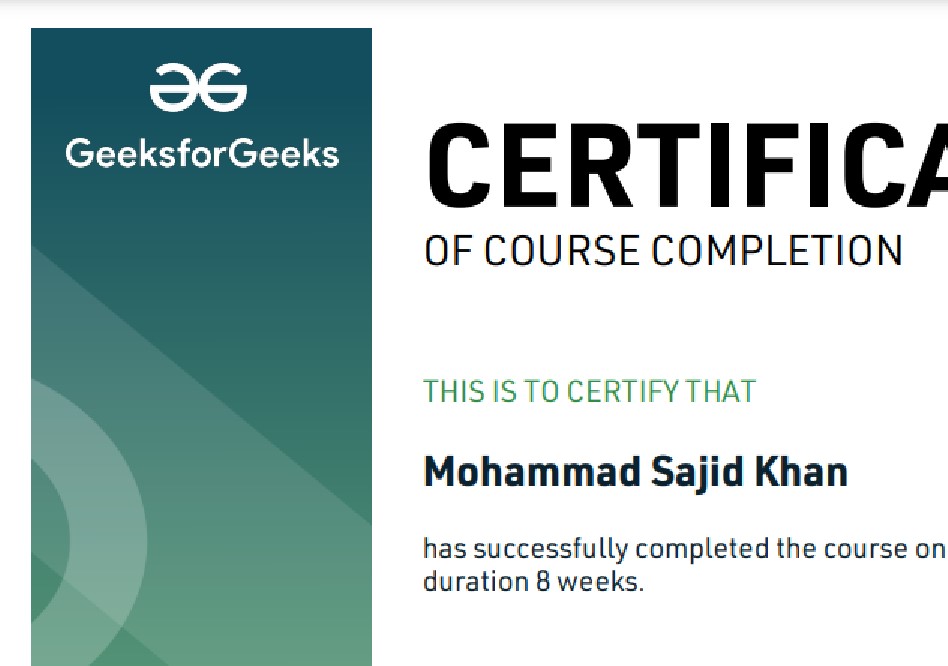 GeeksforGeeks
CERTIFICA
OF COURSE COMPLETION
THIS IS TO CERTIFY THAT
Mohammad Sajid Khan
has successfully completed the course on
duration 8 weeks.